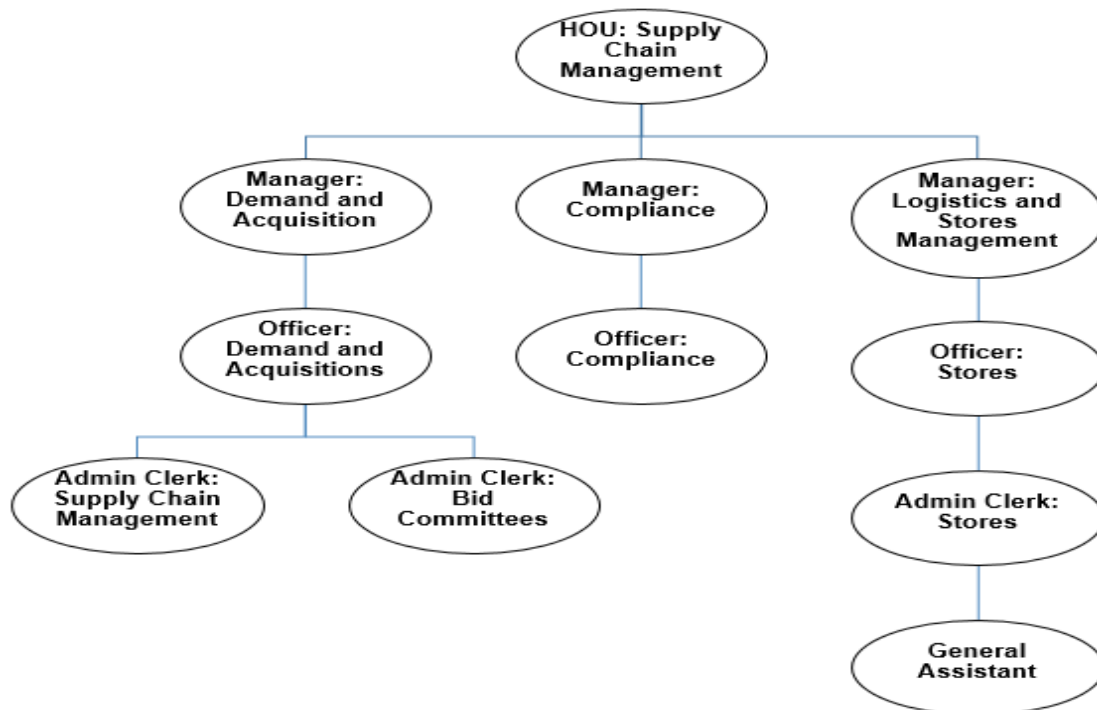 HOU: Supply
Chain
Management
Manager:
Demand and
Acquisition
Manager:
Compliance
Manager:
Logistics and
Stores
Management
Officer:
Demand and
Acquisitions
Officer:
Compliance
Officer:
Stores
Admin Clerk:
Supply Chain
Management
Admin Clerk:
Bid
Committees
Admin Clerk:
Stores
General
Assistant